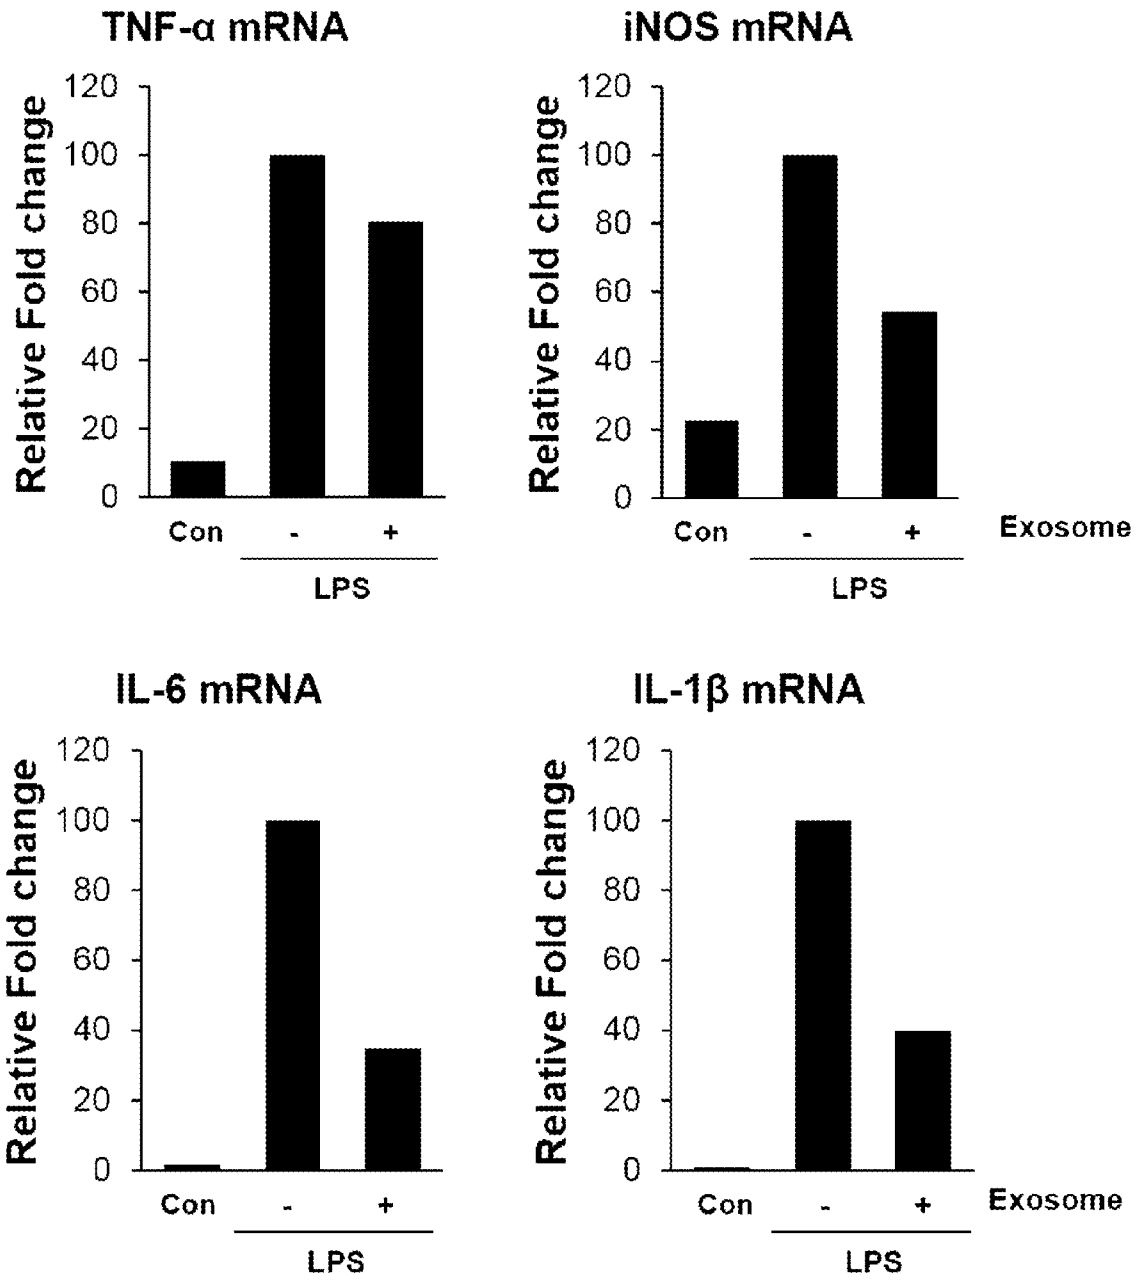 TNF-α mRNA
Relative Fold change
120
100
80
60
40
20
0
Con - +
LPS
iNOS mRNA
Relative Fold change
120
100
80
60
40
20
0
Con - + Exosome
LPS
IL-6 mRNA
Relative Fold change
120
100
80
60
40
20
0
Con - +
LPS
IL-1β mRNA
Relative Fold change
120
100
80
60
40
20
0
Con - + Exosome
LPS